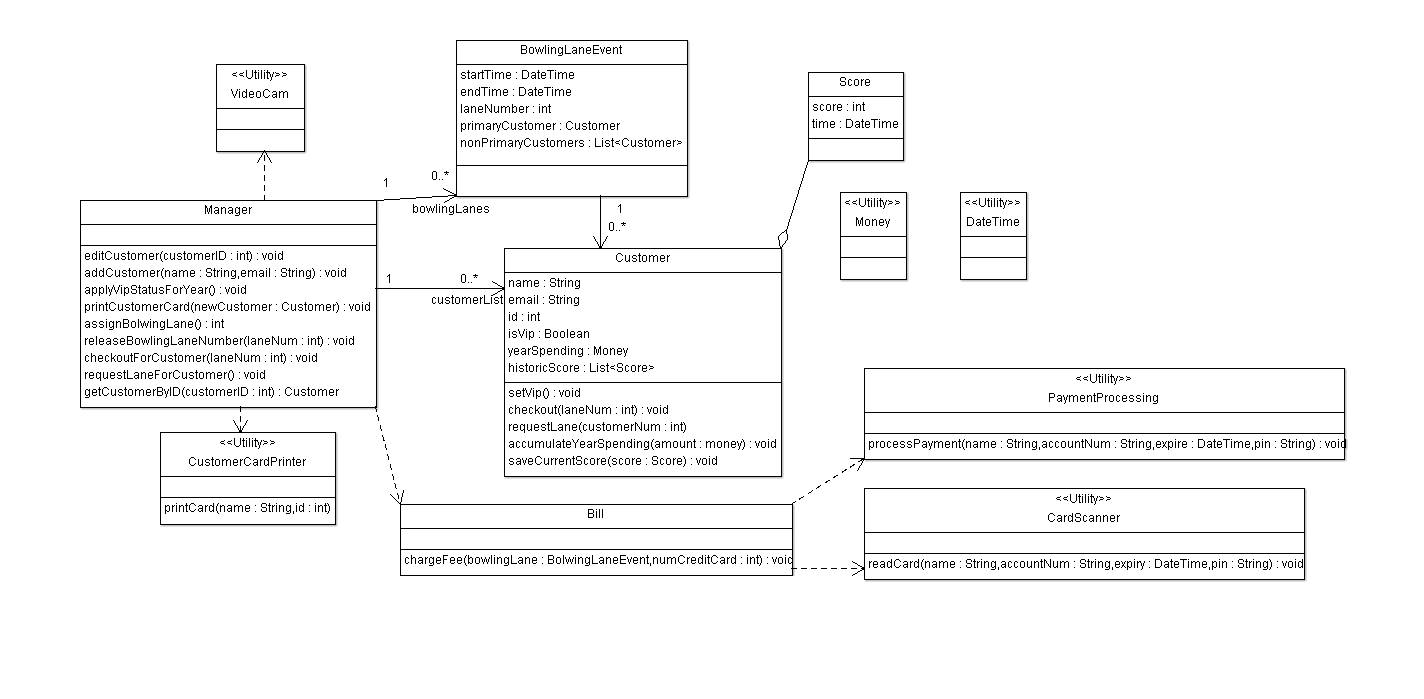 <<Utility>>
VideoCam
BowlingLaneEvent
startTime : DateTime
endTime : DateTime
laneNumber : int
primaryCustomer : Customer
nonPrimaryCustomers : List<Customer>
Score
score : int
time : DateTime
1
0..*
bowlingLanes
1
0..*
<<Utility>>
Money
<<Utility>>
DateTime
Manager
editCustomer(customerID : int) : void
addCustomer(name : String,email : String) : void
applyVipStatusForYear() : void
printCustomerCard(newCustomer : Customer) : void
assignBolwingLane() : int
releaseBowlingLaneNumber(laneNum : int) : void
checkoutForCustomer(laneNum : int) : void
requestLaneForCustomer() : void
getCustomerByID(customerID : int) : Customer
1
0..*
customerList
Customer
name : String
email : String
id : int
isVip : Boolean
yearSpending : Money
historicScore : List<Score>
setVip() : void
checkout(laneNum : int) : void
requestLane(customerNum : int)
accumulateYearSpending(amount : money) : void
saveCurrentScore(score : Score) : void
<<Utility>>
PaymentProcessing
processPayment(name : String,accountNum : String,expire : DateTime,pin : String) : void
<<Utility>>
CustomerCardPrinter
printCard(name : String,id : int)
Bill
chargeFee(bowlingLane : BolwingLaneEvent,numCreditCard : int) : void
<<Utility>>
CardScanner
readCard(name : String,accountNum : String,expiry : DateTime,pin : String) : void